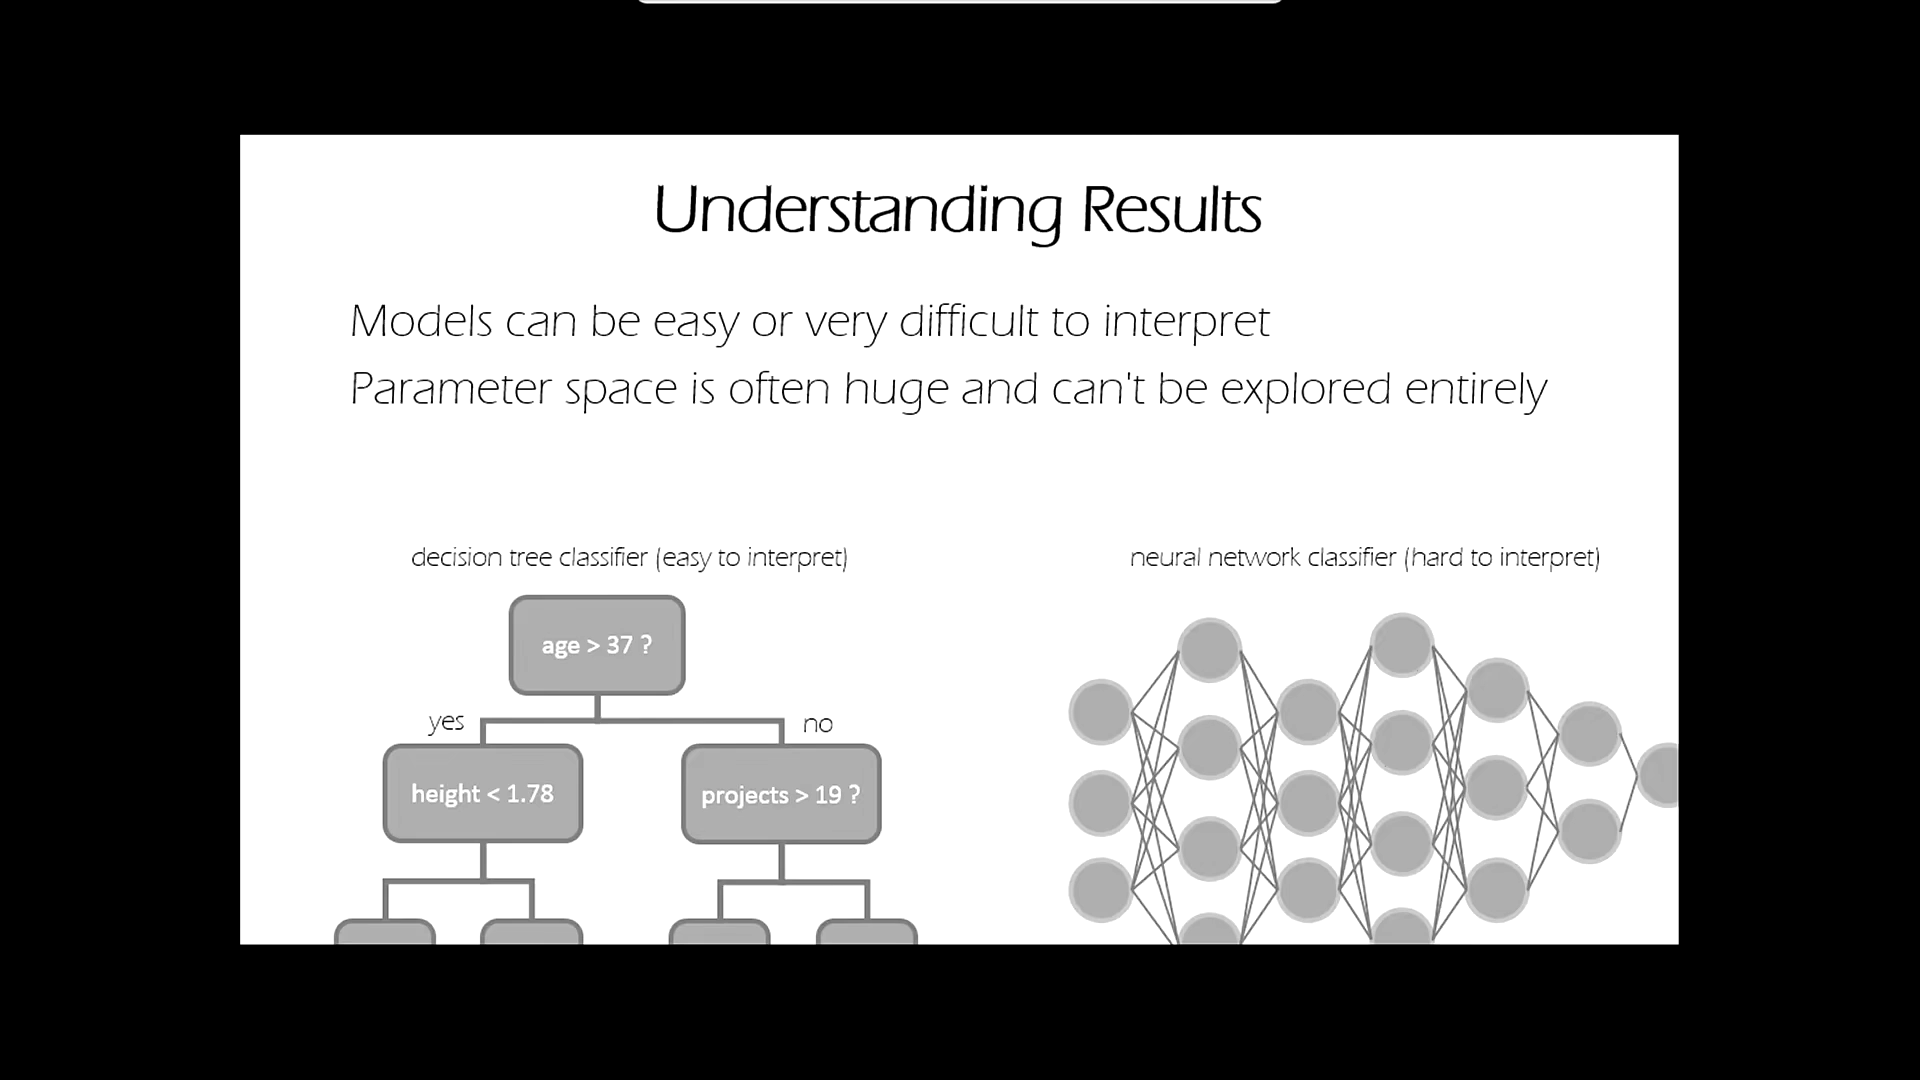 Understanding Results
Models can be easy or very difficult to interpret
Parameter space is often huge and can't be explored entirely
decision tree classifier (easy to interpret)
neural network classifier (hard to interpret)
age > 37 ?
yes
no
height < 1.78
projects > 19 ?